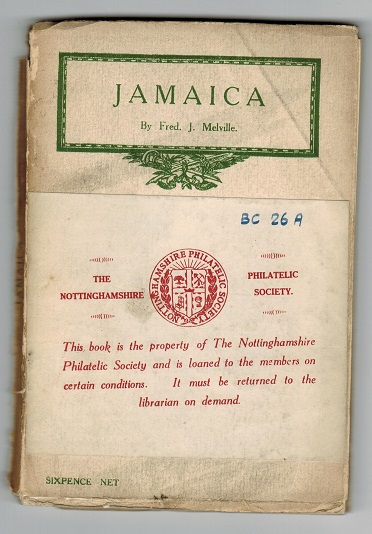 JAMAICA
By Fred. J. Melville.
BC 26 A
THE NOTTINGHAMSHIRE
NOTTINGHAMSHIRE PHILATELIC SOCIETY
PHILATELIC SOCIETY.
This book is the property of The Nottinghamshire
Philatelic Society and is loaned to the members on
certain conditions. It must be returned to the
librarian on demand.
SIXPENCE NET